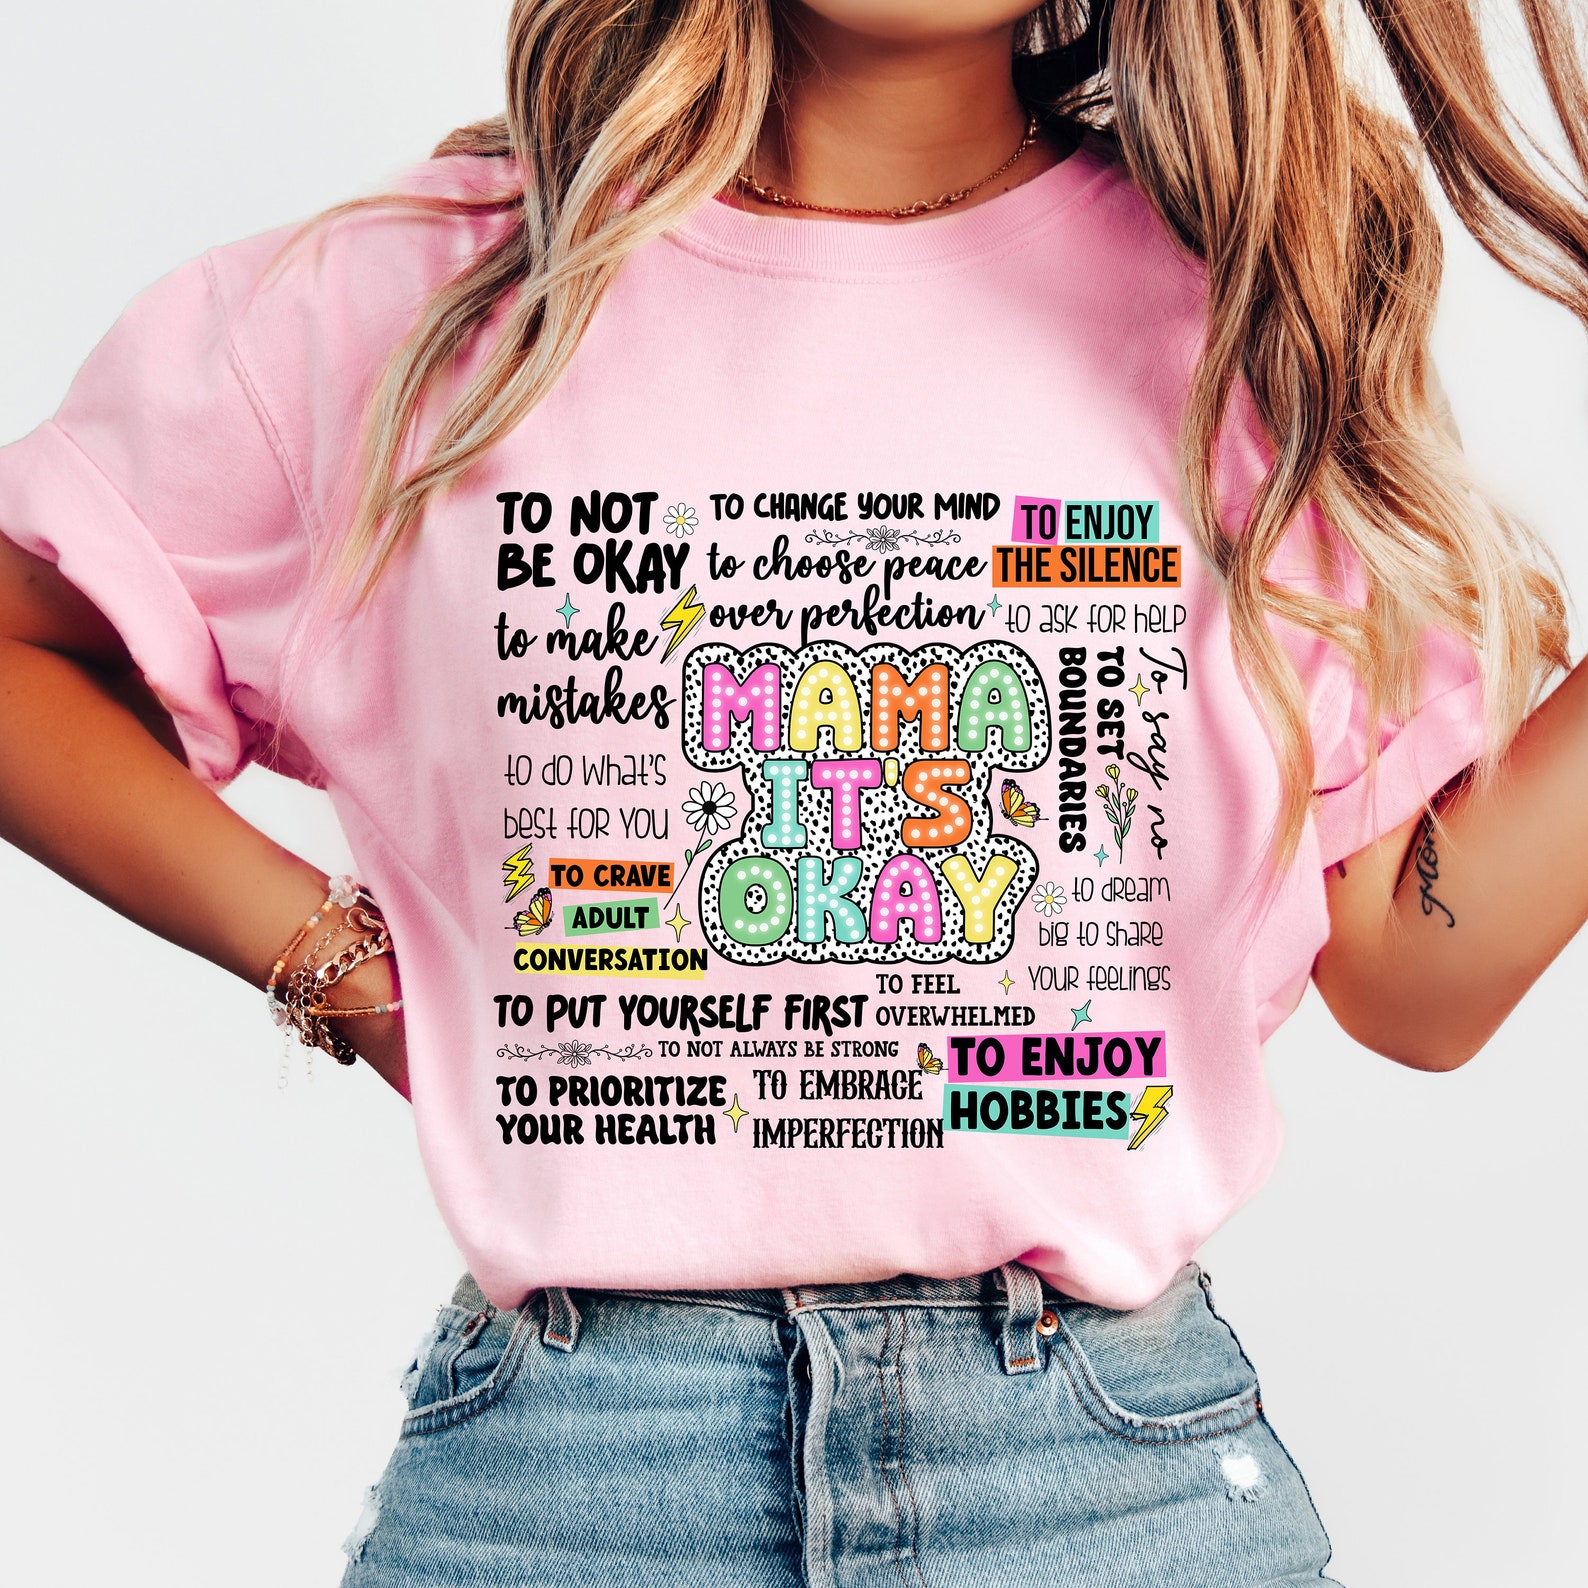 TO NOT
BE OKAY
to make
mistakes
to do what's
best for you
TO CRAVE
ADULT
CONVERSATION
TO CHANGE YOUR MIND
to choose peace
over perfection
TO ENJOY
THE SILENCE
to ask for help
MAMA
IT'S
OKAY
TO SET
BOUNDARIES
To say no
to dream
big to share
your feelings
TO FEEL
OVERWHELMED
TO PUT YOURSELF FIRST
TO NOT ALWAYS BE STRONG
TO PRIORITIZE
YOUR HEALTH
TO EMBRACE
IMPERFECTION
TO ENJOY
HOBBIES